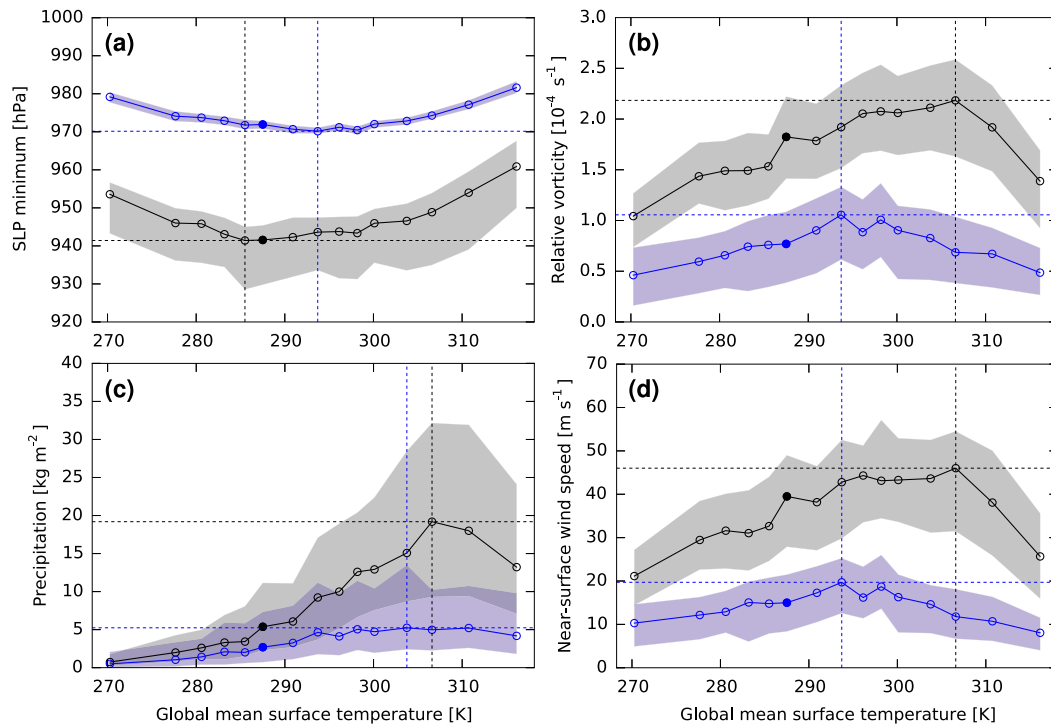 (a)
SLP minimum [hPa]
1000
990
980
970
960
950
940
930
920
270 280 290 300 310
(b)
Relative vorticity [10⁻⁴ s⁻¹]
3.0
2.5
2.0
1.5
1.0
0.5
0.0
270 280 290 300 310
(c)
Precipitation [kg m⁻²]
40
35
30
25
20
15
10
5
0
270 280 290 300 310
Global mean surface temperature [K]
(d)
Near-surface wind speed [m s⁻¹]
70
60
50
40
30
20
10
0
270 280 290 300 310
Global mean surface temperature [K]